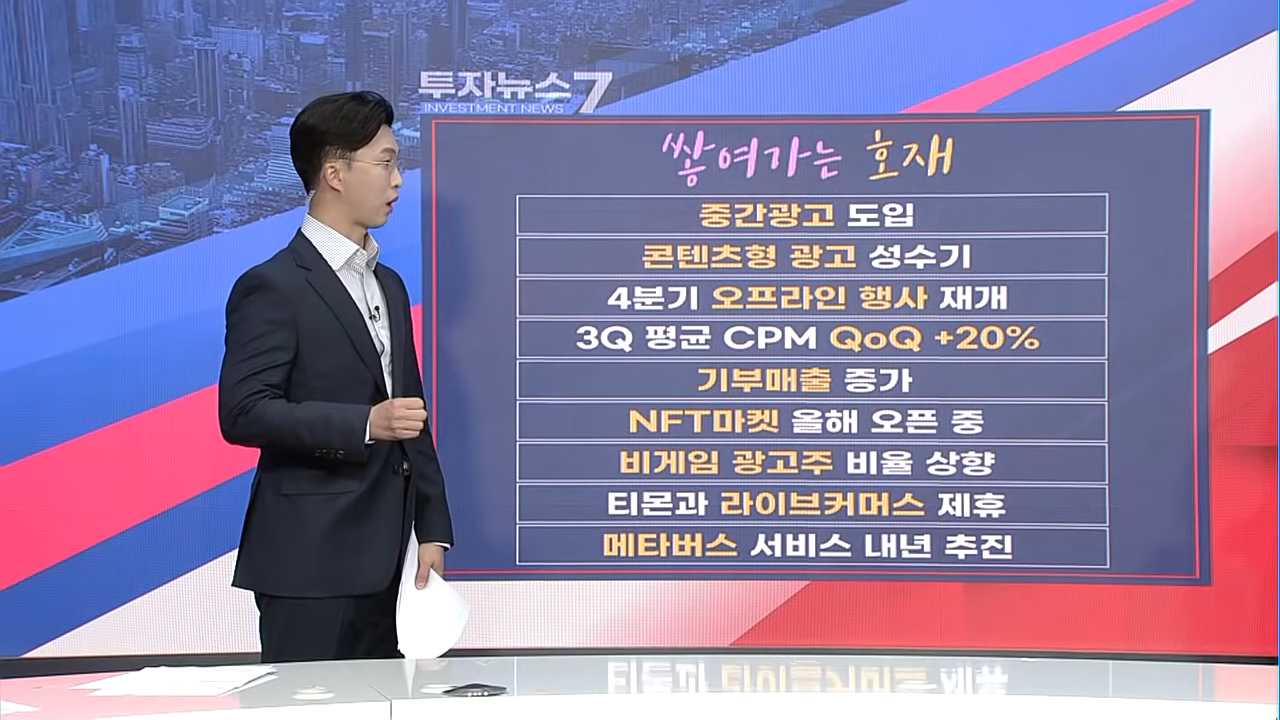 투자뉴스7
INVESTMENT NEWS
쌓여가는 호재
중간광고 도입
콘텐츠형 광고 성수기
4분기 오프라인 행사 재개
3Q 평균 CPM QoQ +20%
기부매출 증가
NFT마켓 올해 오픈 중
비게임 광고주 비율 상향
티몬과 라이브커머스 제휴
메타버스 서비스 내년 추진